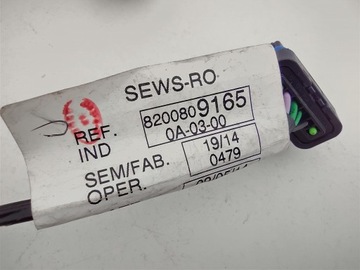 SEWS-RO
REF. 8200809165
IND 0A-03-00
SEM/FAB. 19/14
OPER. 0479